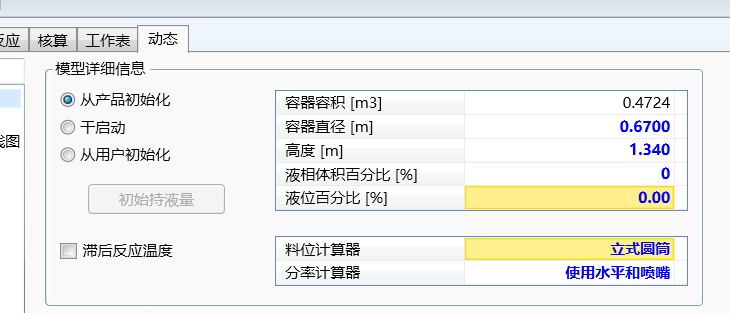 反应 核算 工作表 动态
模型详细信息
从产品初始化
干启动
从用户初始化
初始持液量
滞后反应温度
容器容积 [m3] 0.4724
容器直径 [m] 0.6700
高度 [m] 1.340
液相体积百分比 [%] 0
液位百分比 [%] 0.00
料位计算器 立式圆筒
分率计算器 使用水平和喷嘴
线图